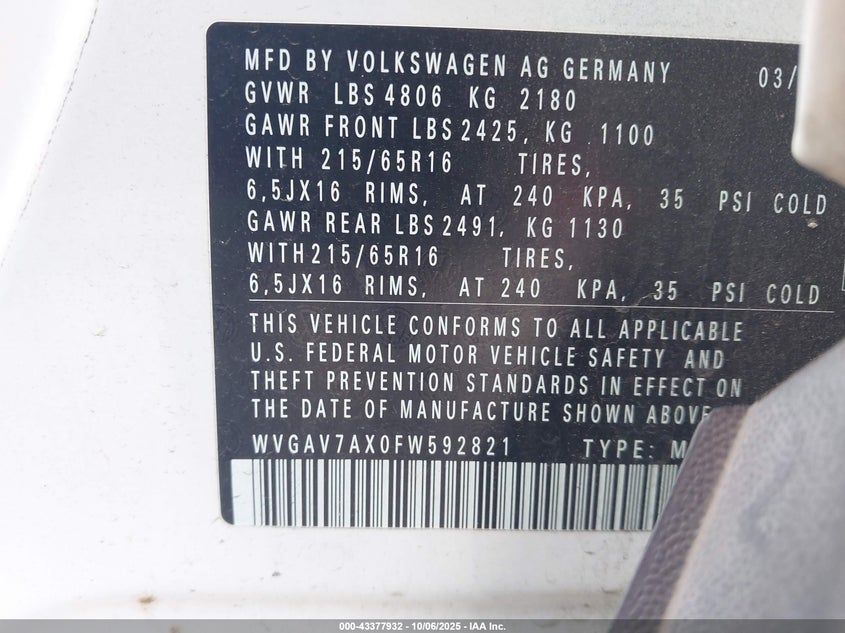 MFD BY VOLKSWAGEN AG GERMANY 03/
GVWR LBS 4806 KG 2180
GAWR FRONT LBS 2425, KG 1100
WITH 215/65R16 TIRES,
6,5JX16 RIMS, AT 240 KPA, 35 PSI COLD
GAWR REAR LBS 2491, KG 1130
WITH 215/65R16 TIRES,
6,5JX16 RIMS, AT 240 KPA, 35 PSI COLD
THIS VEHICLE CONFORMS TO ALL APPLICABLE
U.S. FEDERAL MOTOR VEHICLE SAFETY AND
THEFT PREVENTION STANDARDS IN EFFECT ON
THE DATE OF MANUFACTURE SHOWN ABOVE
WVGAV7AX0FW592821 TYPE: M
000-43377932 - 10/06/2025 - IAA Inc.